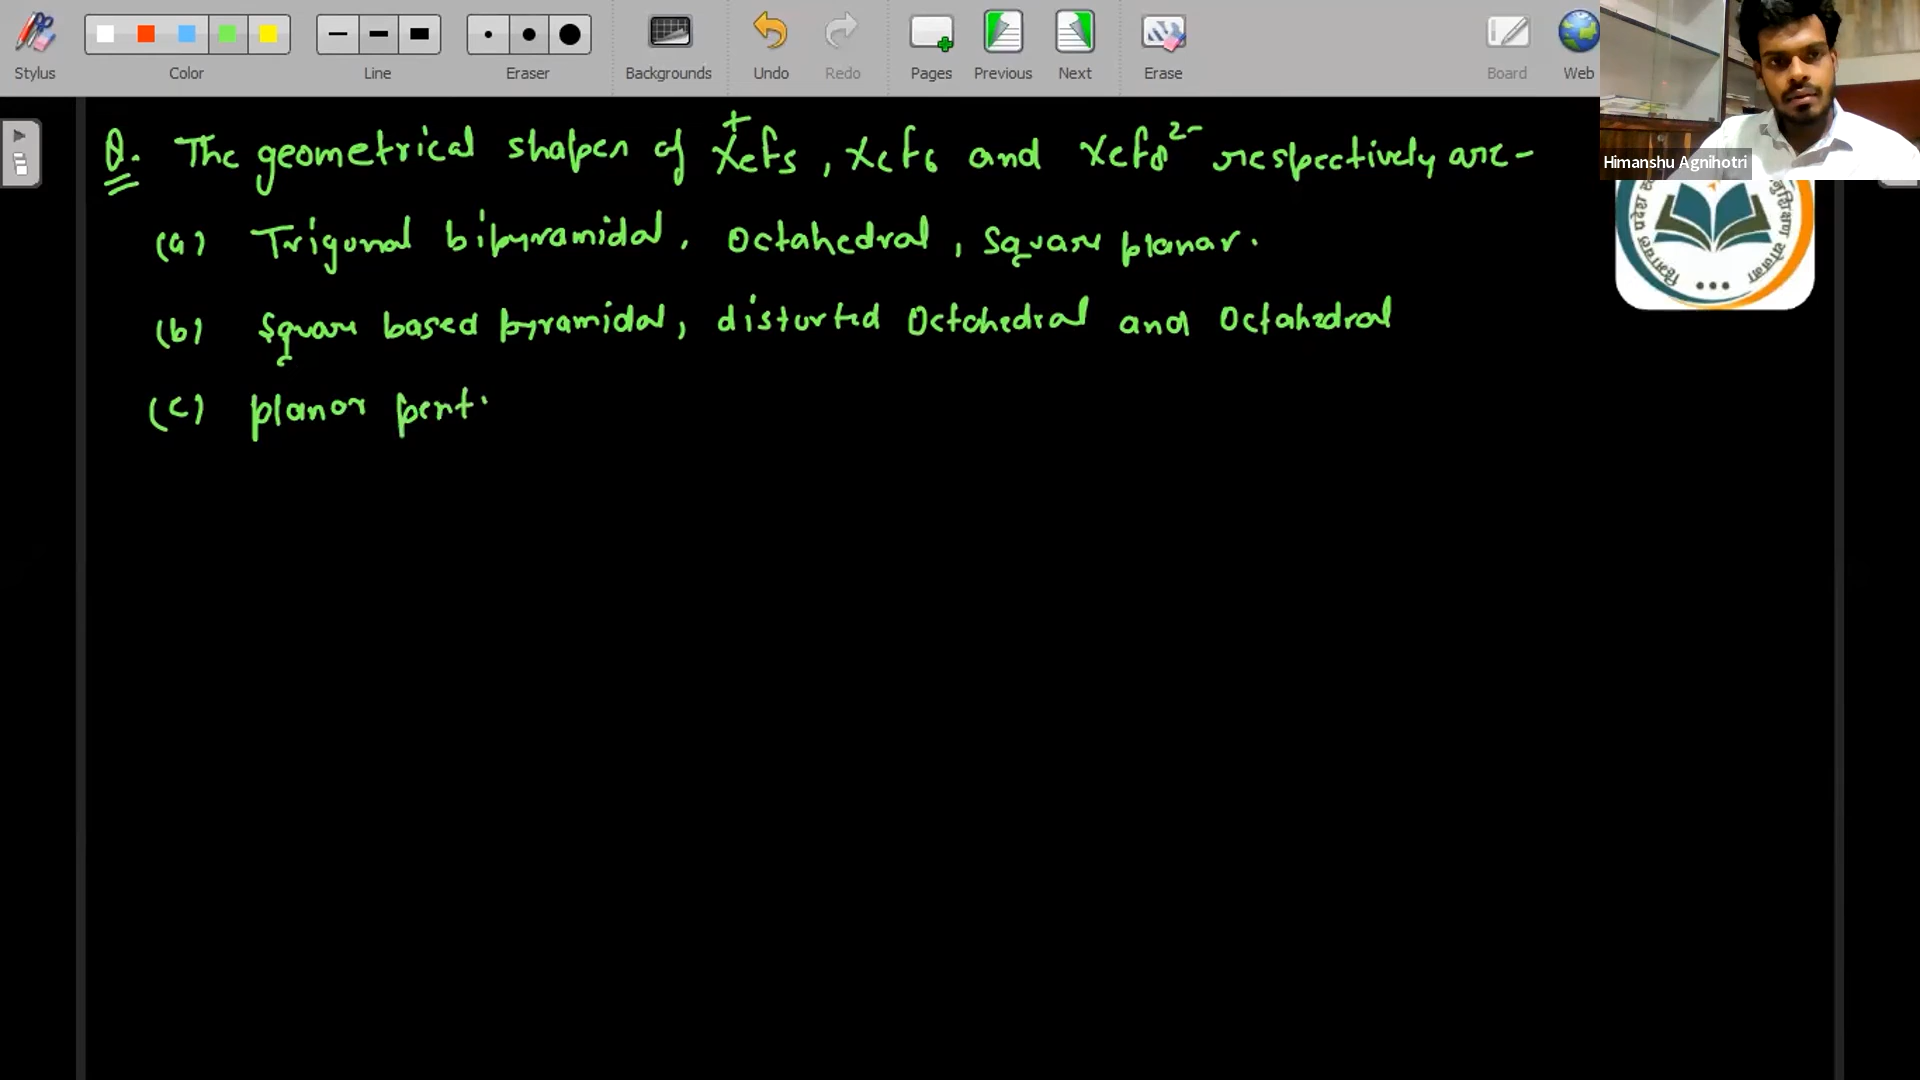 Stylus Color Line Eraser Backgrounds Undo Redo Pages Previous Next Erase Board Web
Himanshu Agnihotri
Q. The geometrical shapes of XeF₅⁺, XeF₆ and XeF₈²⁻ respectively are-
(a) Trigonal bipyramidal, Octahedral, Square planar.
(b) Square based pyramidal, distorted Octahedral and Octahedral
(c) planar pent